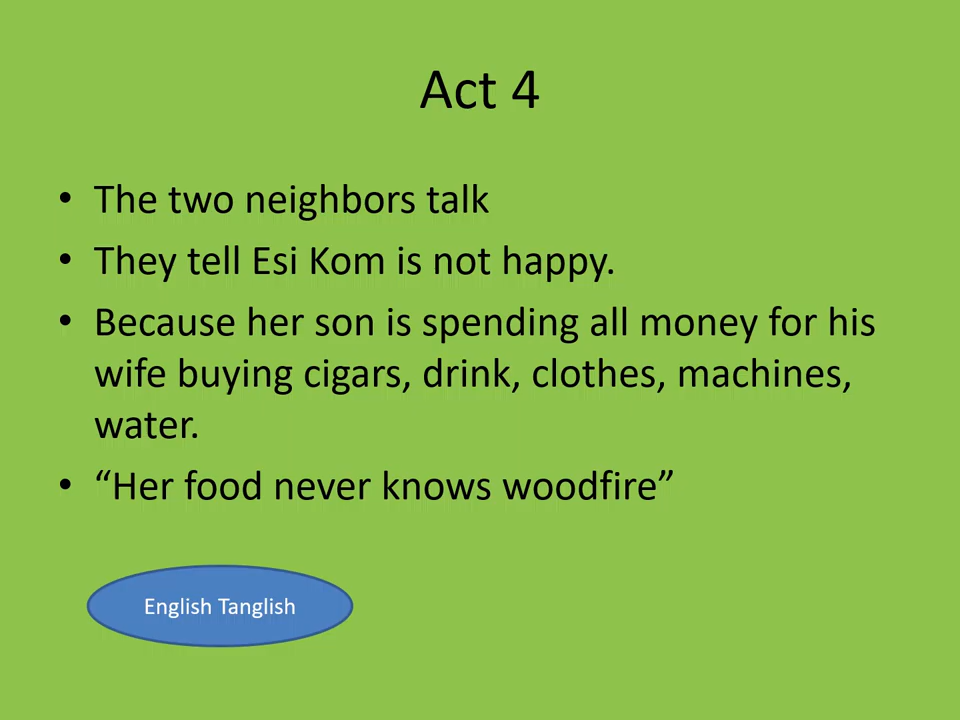 Act 4
• The two neighbors talk
• They tell Esi Kom is not happy.
• Because her son is spending all money for his
wife buying cigars, drink, clothes, machines,
water.
• “Her food never knows woodfire”
English Tanglish